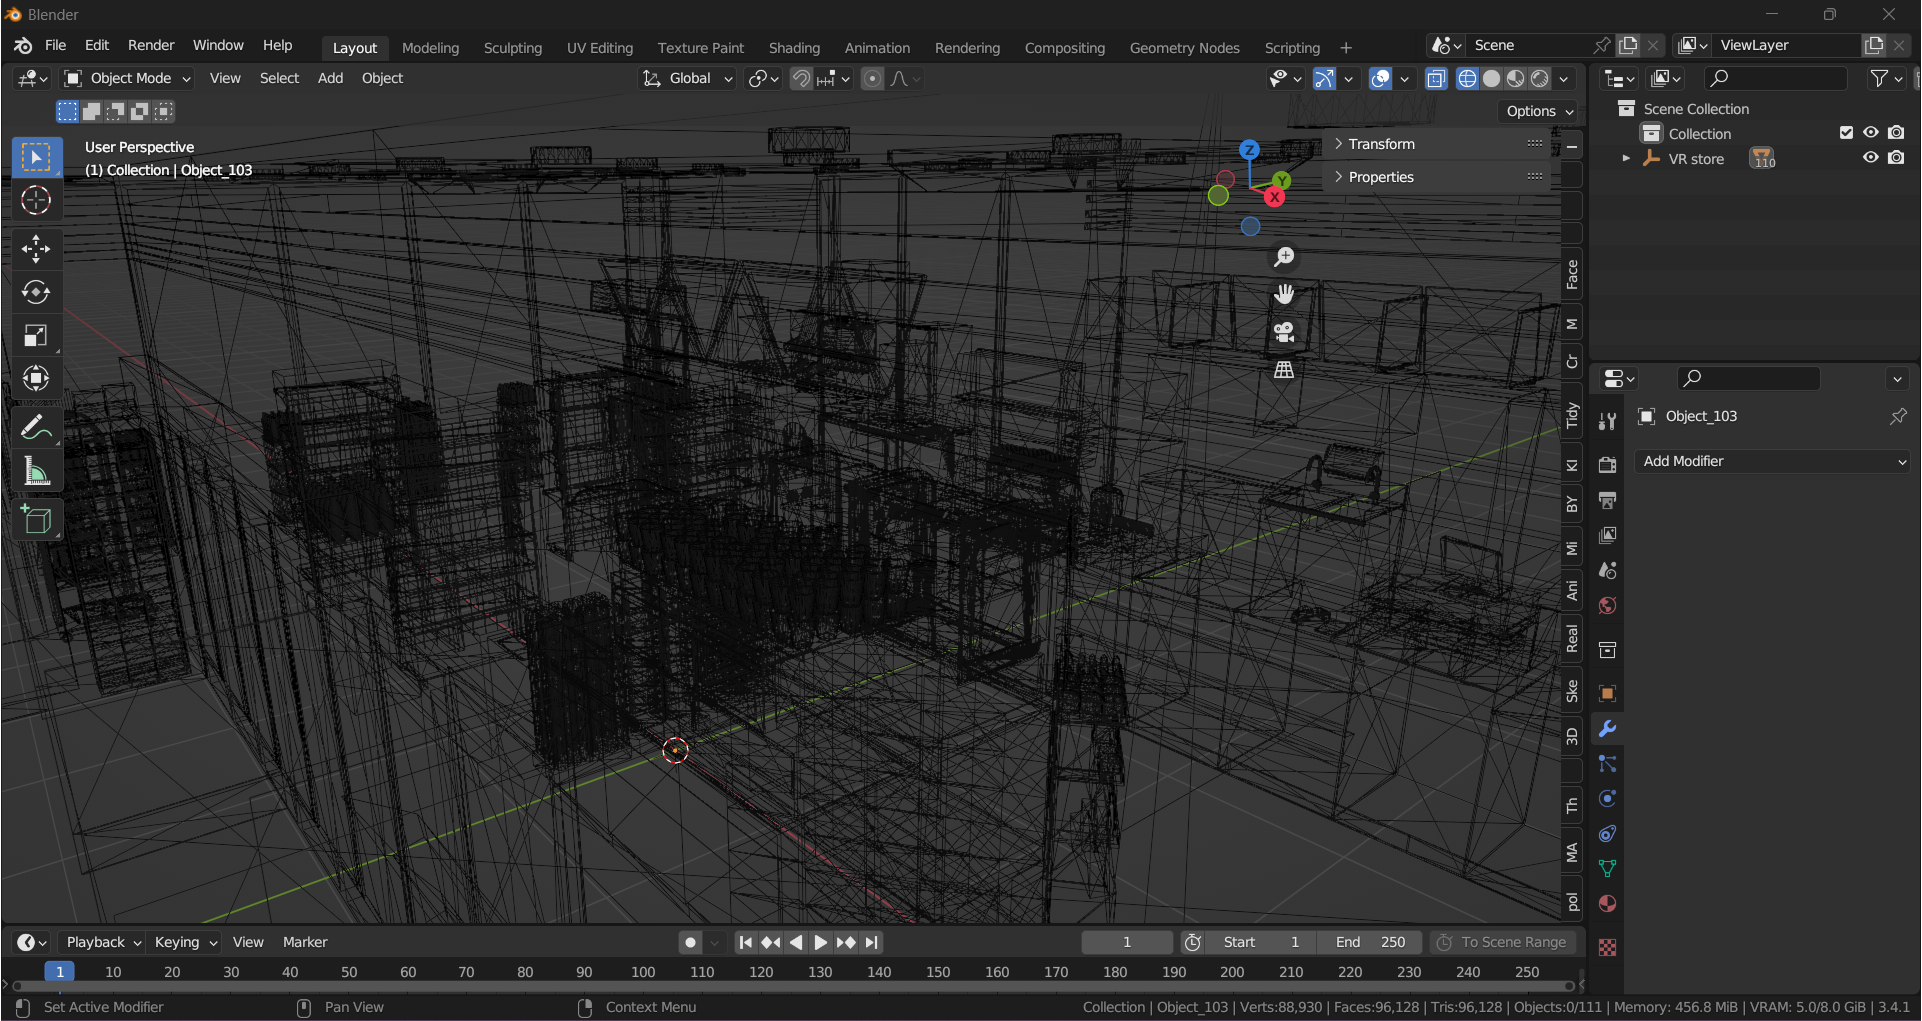 Blender
File Edit Render Window Help Layout Modeling Sculpting UV Editing Texture Paint Shading Animation Rendering Compositing Geometry Nodes Scripting + Scene ViewLayer
Object Mode View Select Add Object Global
Options
User Perspective
(1) Collection | Object_103
Z
Y
X
Transform
Properties
Face
M
Cr
Tidy
KI
BY
Mi
Ani
Real
Ske
3D
Th
MA
pol
Scene Collection
Collection
VR store 110
Object_103
Add Modifier
Playback Keying View Marker 1 Start 1 End 250 To Scene Range
1 10 20 30 40 50 60 70 80 90 100 110 120 130 140 150 160 170 180 190 200 210 220 230 240 250
Set Active Modifier Pan View Context Menu Collection | Object_103 | Verts:88,930 | Faces:96,128 | Tris:96,128 | Objects:0/111 | Memory: 456.8 MiB | VRAM: 5.0/8.0 GiB | 3.4.1